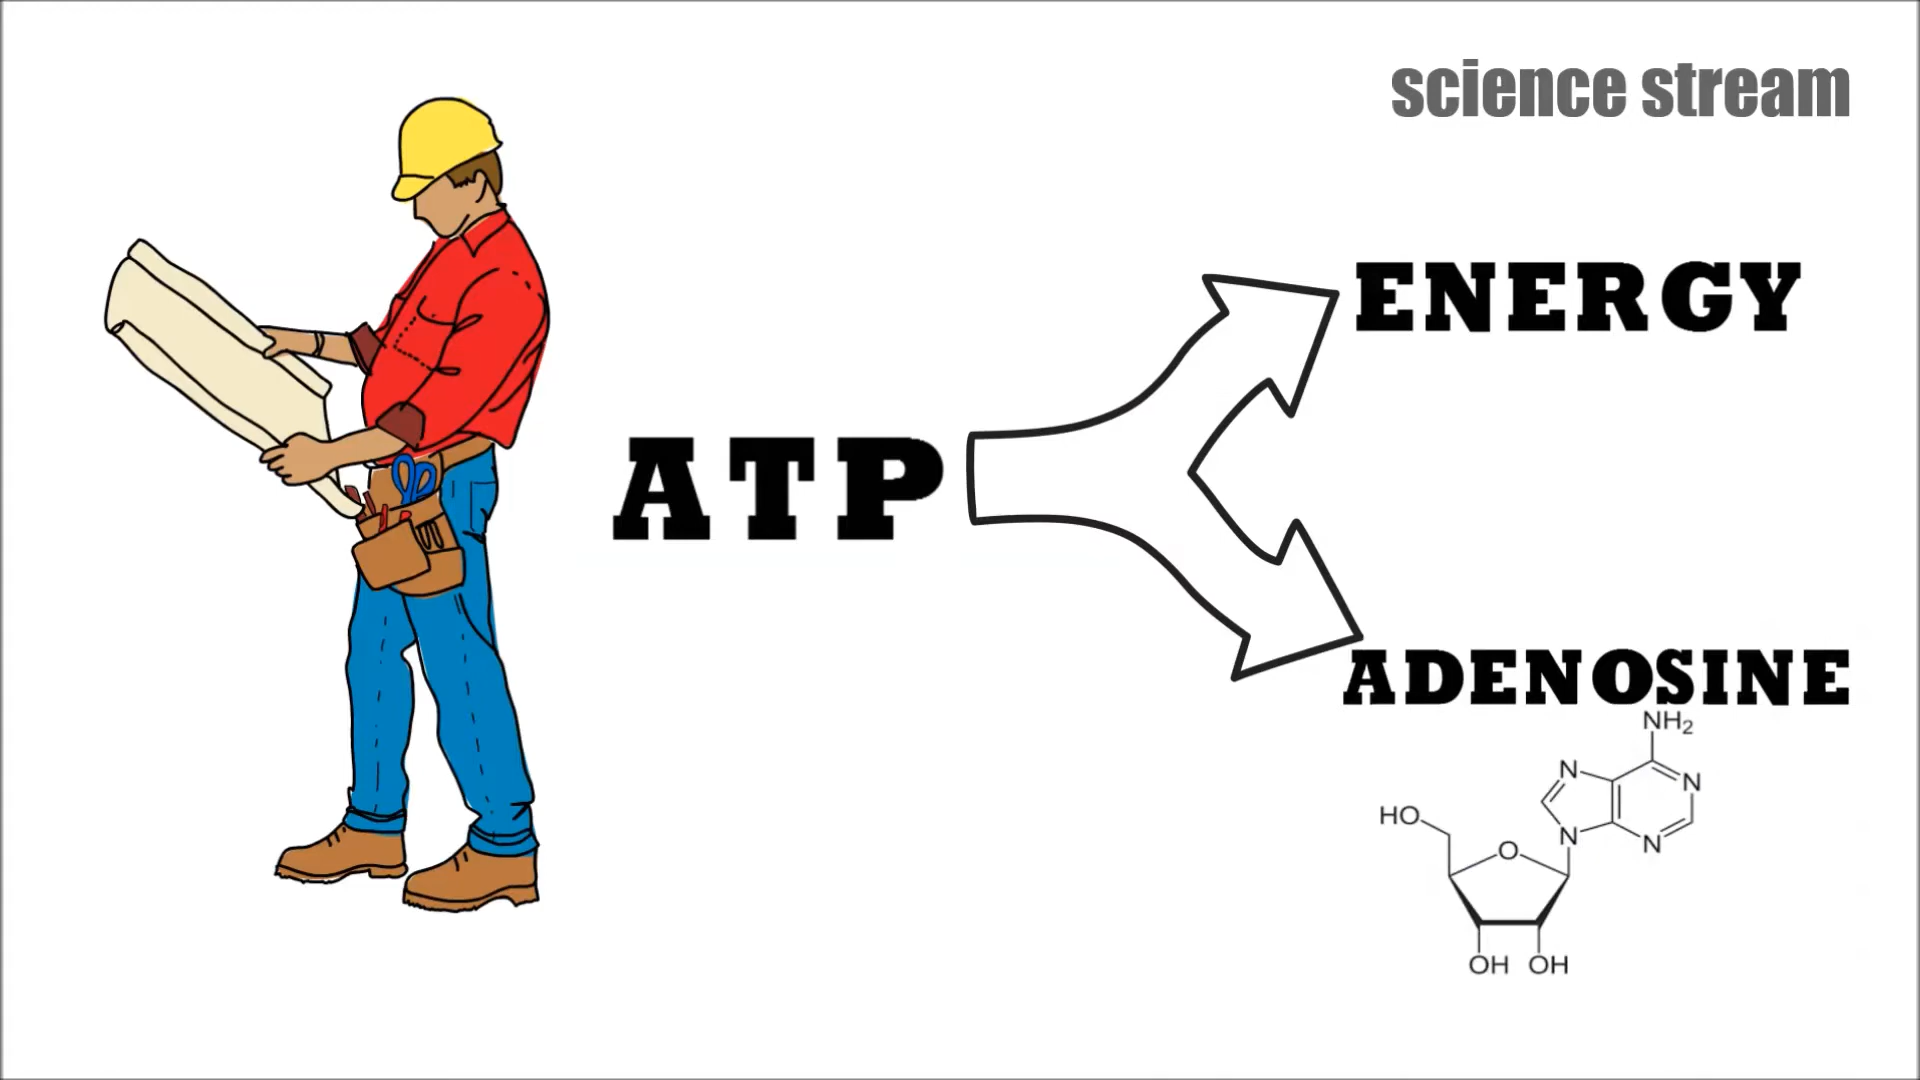 science stream
ENERGY
ATP
ADENOSINE
NH₂
N
N
HO
N
N
O
OH OH